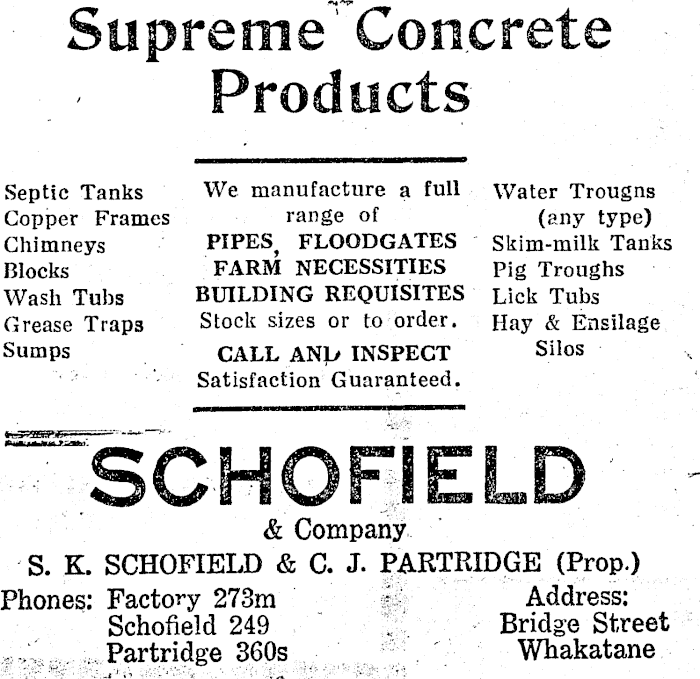 Supreme Concrete
Products
Septic Tanks
Copper Frames
Chimneys
Blocks
Wash Tubs
Grease Traps
Sumps
We manufacture a full
range of
PIPES, FLOODGATES
FARM NECESSITIES
BUILDING REQUISITES
Stock sizes or to order.
CALL AND INSPECT
Satisfaction Guaranteed.
Water Trougns
(any type)
Skim-milk Tanks
Pig Troughs
Lick Tubs
Hay & Ensilage
Silos
SCHOFIELD
& Company
S. K. SCHOFIELD & C. J. PARTRIDGE (Prop.)
Phones: Factory 273m
Schofield 249
Partridge 360s
Address:
Bridge Street
Whakatane